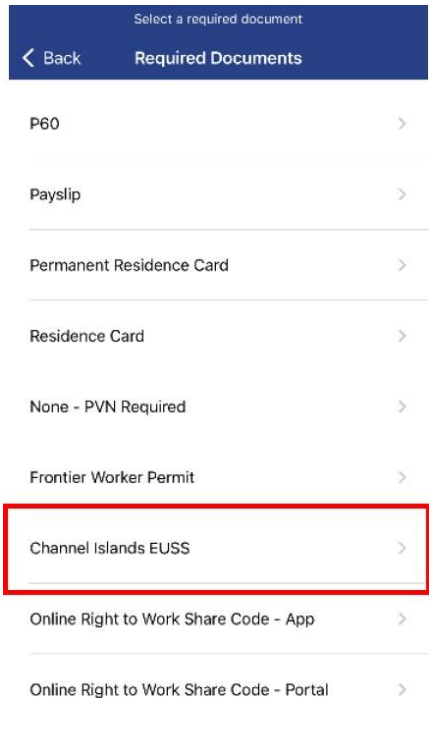 Select a required document
Back Required Documents
P60
Payslip
Permanent Residence Card
Residence Card
None - PVN Required
Frontier Worker Permit
Channel Islands EUSS
Online Right to Work Share Code - App
Online Right to Work Share Code - Portal